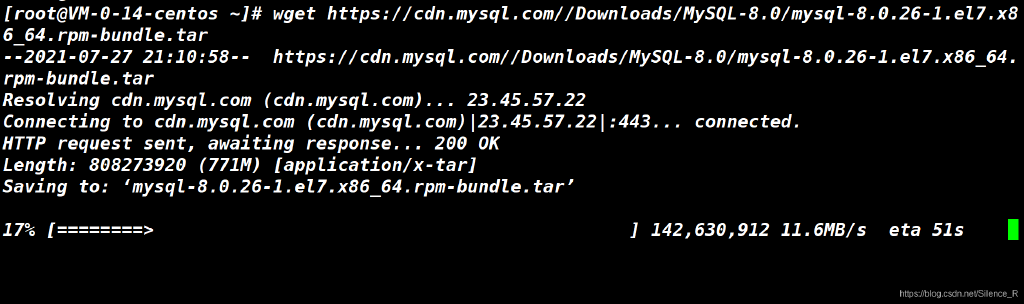 [root@VM-0-14-centos ~]# wget https://cdn.mysql.com//Downloads/MySQL-8.0/mysql-8.0.26-1.el7.x8
6_64.rpm-bundle.tar
--2021-07-27 21:10:58--  https://cdn.mysql.com//Downloads/MySQL-8.0/mysql-8.0.26-1.el7.x86_64.
rpm-bundle.tar
Resolving cdn.mysql.com (cdn.mysql.com)... 23.45.57.22
Connecting to cdn.mysql.com (cdn.mysql.com)|23.45.57.22|:443... connected.
HTTP request sent, awaiting response... 200 OK
Length: 808273920 (771M) [application/x-tar]
Saving to: ‘mysql-8.0.26-1.el7.x86_64.rpm-bundle.tar’
17% [========>                                                  ] 142,630,912 11.6MB/s  eta 51s
https://blog.csdn.net/Silence_R